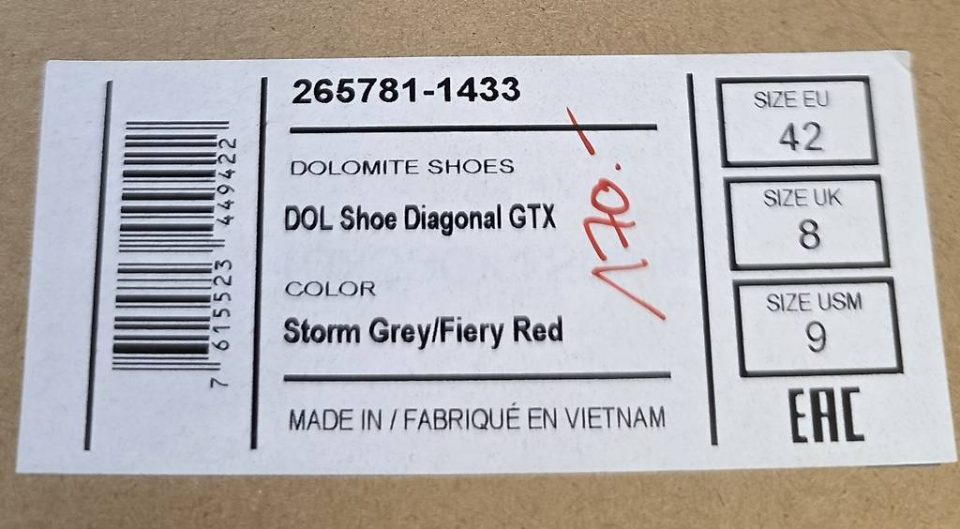 7 615523 449422
265781-1433
DOLOMITE SHOES
DOL Shoe Diagonal GTX
COLOR
Storm Grey/Fiery Red
MADE IN / FABRIQUÉ EN VIETNAM
170.-
SIZE EU
42
SIZE UK
8
SIZE USM
9
EAC